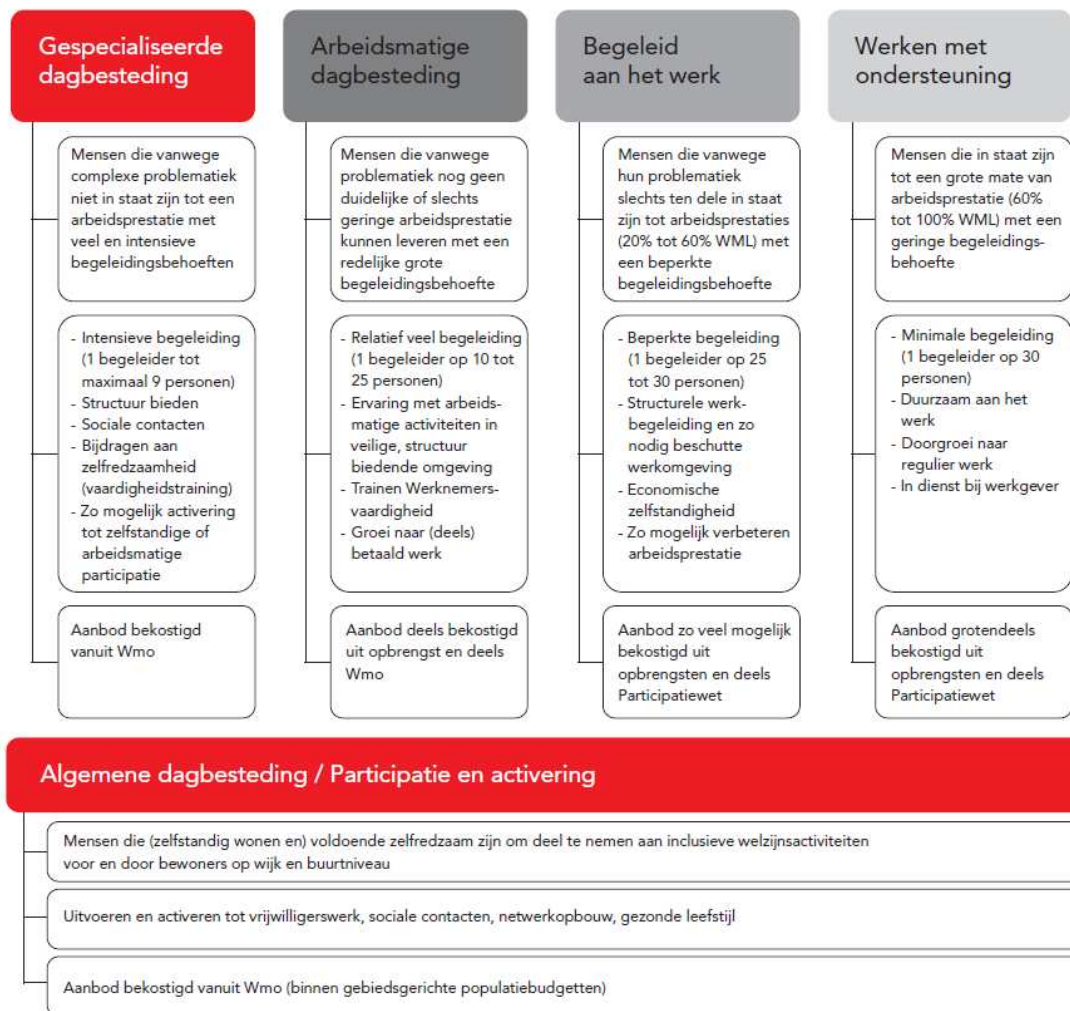 Gespecialiseerde
dagbesteding
Mensen die vanwege
complexe problematiek
niet in staat zijn tot een
arbeidsprestatie met
veel en intensieve
begeleidingsbehoeften
- Intensieve begeleiding
(1 begeleider tot
maximaal 9 personen)
- Structuur bieden
- Sociale contacten
- Bijdragen aan
zelfredzaamheid
(vaardigheidstraining)
- Zo mogelijk activering
tot zelfstandige of
arbeidsmatige
participatie
Aanbod bekostigd
vanuit Wmo
Arbeidsmatige
dagbesteding
Mensen die vanwege
problematiek nog geen
duidelijke of slechts
geringe arbeidsprestatie
kunnen leveren met een
redelijke grote
begeleidingsbehoefte
- Relatief veel begeleiding
(1 begeleider op 10 tot
25 personen)
- Ervaring met arbeids-
matige activiteiten in
veilige, structuur
biedende omgeving
- Trainen Werknemers-
vaardigheid
- Groei naar (deels)
betaald werk
Aanbod deels bekostigd
uit opbrengst en deels
Wmo
Begeleid
aan het werk
Mensen die vanwege
hun problematiek
slechts ten dele in staat
zijn tot arbeidsprestaties
(20% tot 60% WML) met
een beperkte
begeleidingsbehoefte
- Beperkte begeleiding
(1 begeleider op 25
tot 30 personen)
- Structurele werk-
begeleiding en zo
nodig beschutte
werkomgeving
- Economische
zelfstandigheid
- Zo mogelijk verbeteren
arbeidsprestatie
Aanbod zo veel mogelijk
bekostigd uit
opbrengsten en deels
Participatiewet
Werken met
ondersteuning
Mensen die in staat zijn
tot een grote mate van
arbeidsprestatie (60%
tot 100% WML) met een
geringe begeleidings-
behoefte
- Minimale begeleiding
(1 begeleider op 30
personen)
- Duurzaam aan het
werk
- Doorgroei naar
regulier werk
- In dienst bij werkgever
Aanbod grotendeels
bekostigd uit
opbrengsten en deels
Participatiewet
Algemene dagbesteding / Participatie en activering
Mensen die (zelfstandig wonen en) voldoende zelfredzaam zijn om deel te nemen aan inclusieve welzijnsactiviteiten
voor en door bewoners op wijk en buurtniveau
Uitvoeren en activeren tot vrijwilligerswerk, sociale contacten, netwerkopbouw, gezonde leefstijl
Aanbod bekostigd vanuit Wmo (binnen gebiedsgerichte populatiebudgetten)